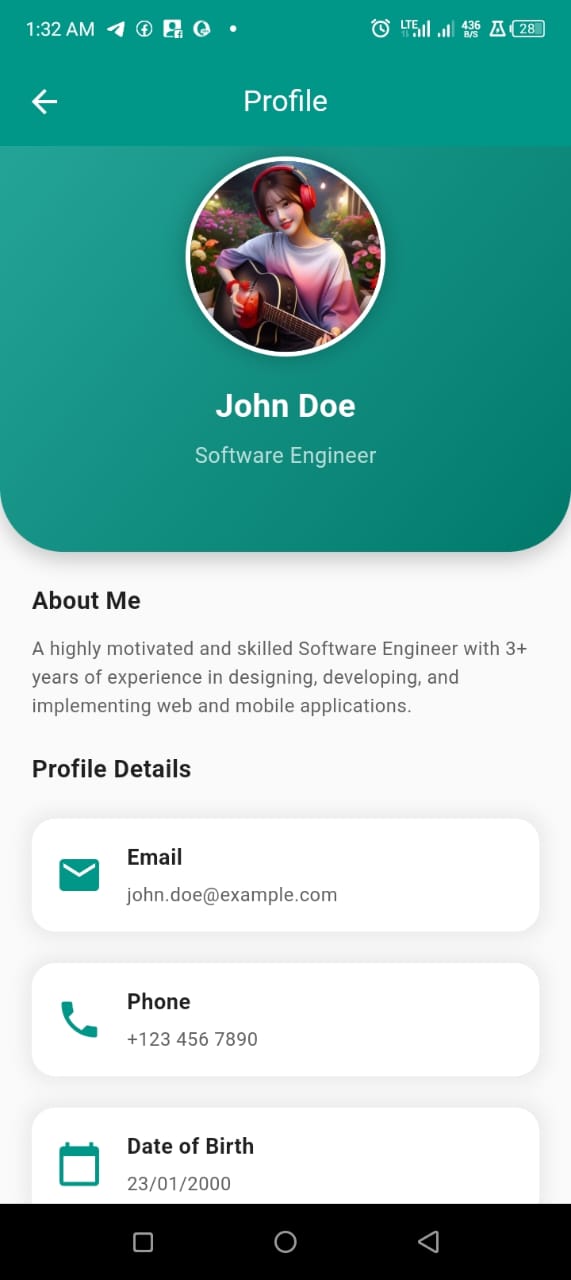 1:32 AM
LTE
436
B/S
28
Profile
John Doe
Software Engineer
About Me
A highly motivated and skilled Software Engineer with 3+
years of experience in designing, developing, and
implementing web and mobile applications.
Profile Details
Email
john.doe@example.com
Phone
+123 456 7890
Date of Birth
23/01/2000